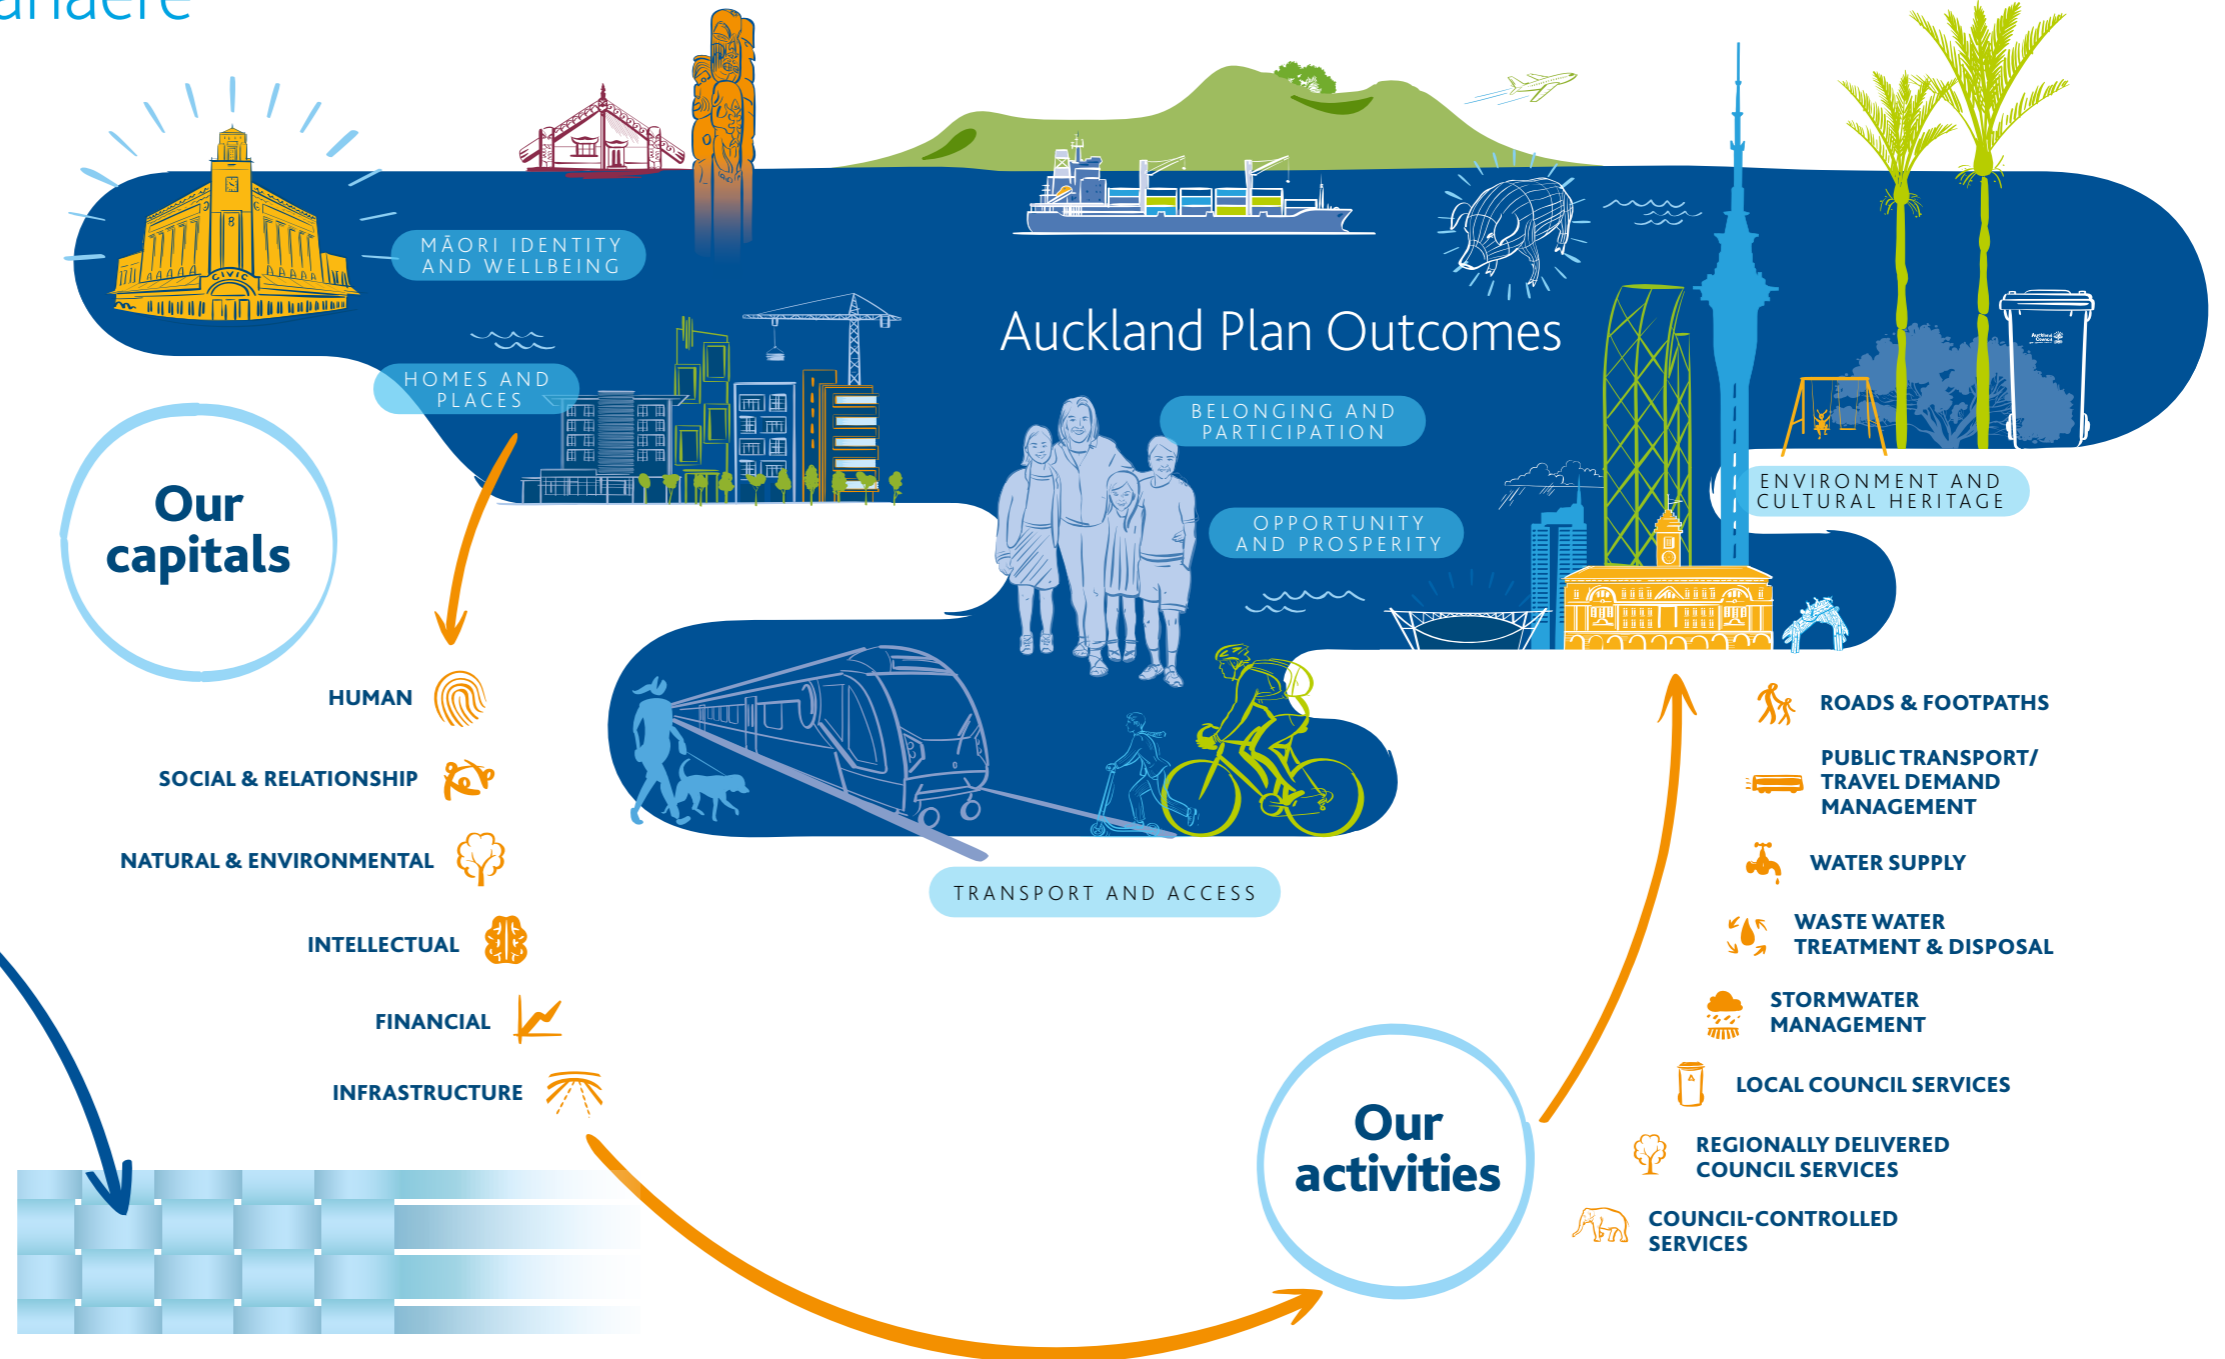 MĀORI IDENTITY
AND WELLBEING
Auckland Plan Outcomes
HOMES AND
PLACES
BELONGING AND
PARTICIPATION
OPPORTUNITY
AND PROSPERITY
ENVIRONMENT AND
CULTURAL HERITAGE
TRANSPORT AND ACCESS
CIVIC
Auckland
Council
Our
capitals
HUMAN
SOCIAL & RELATIONSHIP
NATURAL & ENVIRONMENTAL
INTELLECTUAL
FINANCIAL
INFRASTRUCTURE
Our
activities
ROADS & FOOTPATHS
PUBLIC TRANSPORT/
TRAVEL DEMAND
MANAGEMENT
WATER SUPPLY
WASTE WATER
TREATMENT & DISPOSAL
STORMWATER
MANAGEMENT
LOCAL COUNCIL SERVICES
REGIONALLY DELIVERED
COUNCIL SERVICES
COUNCIL-CONTROLLED
SERVICES